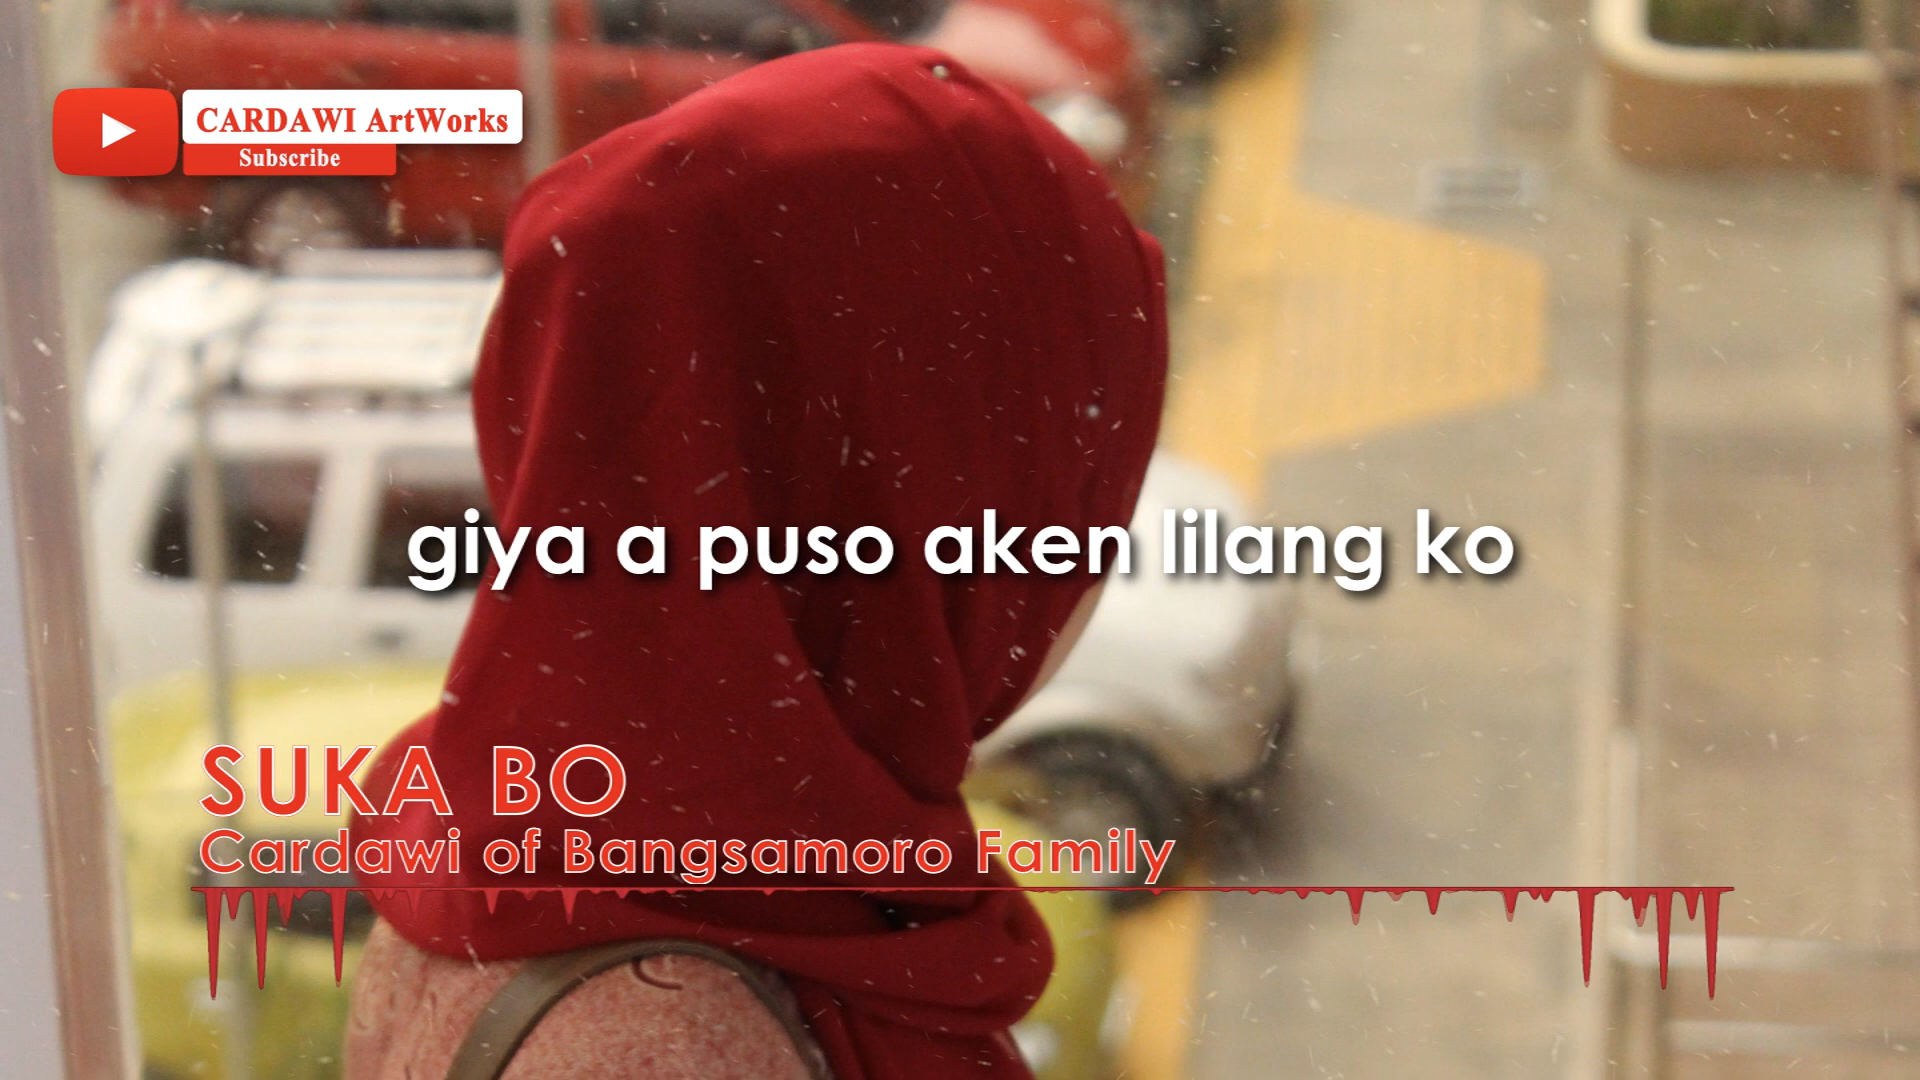 CARDAWI ArtWorks
Subscribe
giya a puso aken lilang ko
SUKA BO
Cardawi of Bangsamoro Family